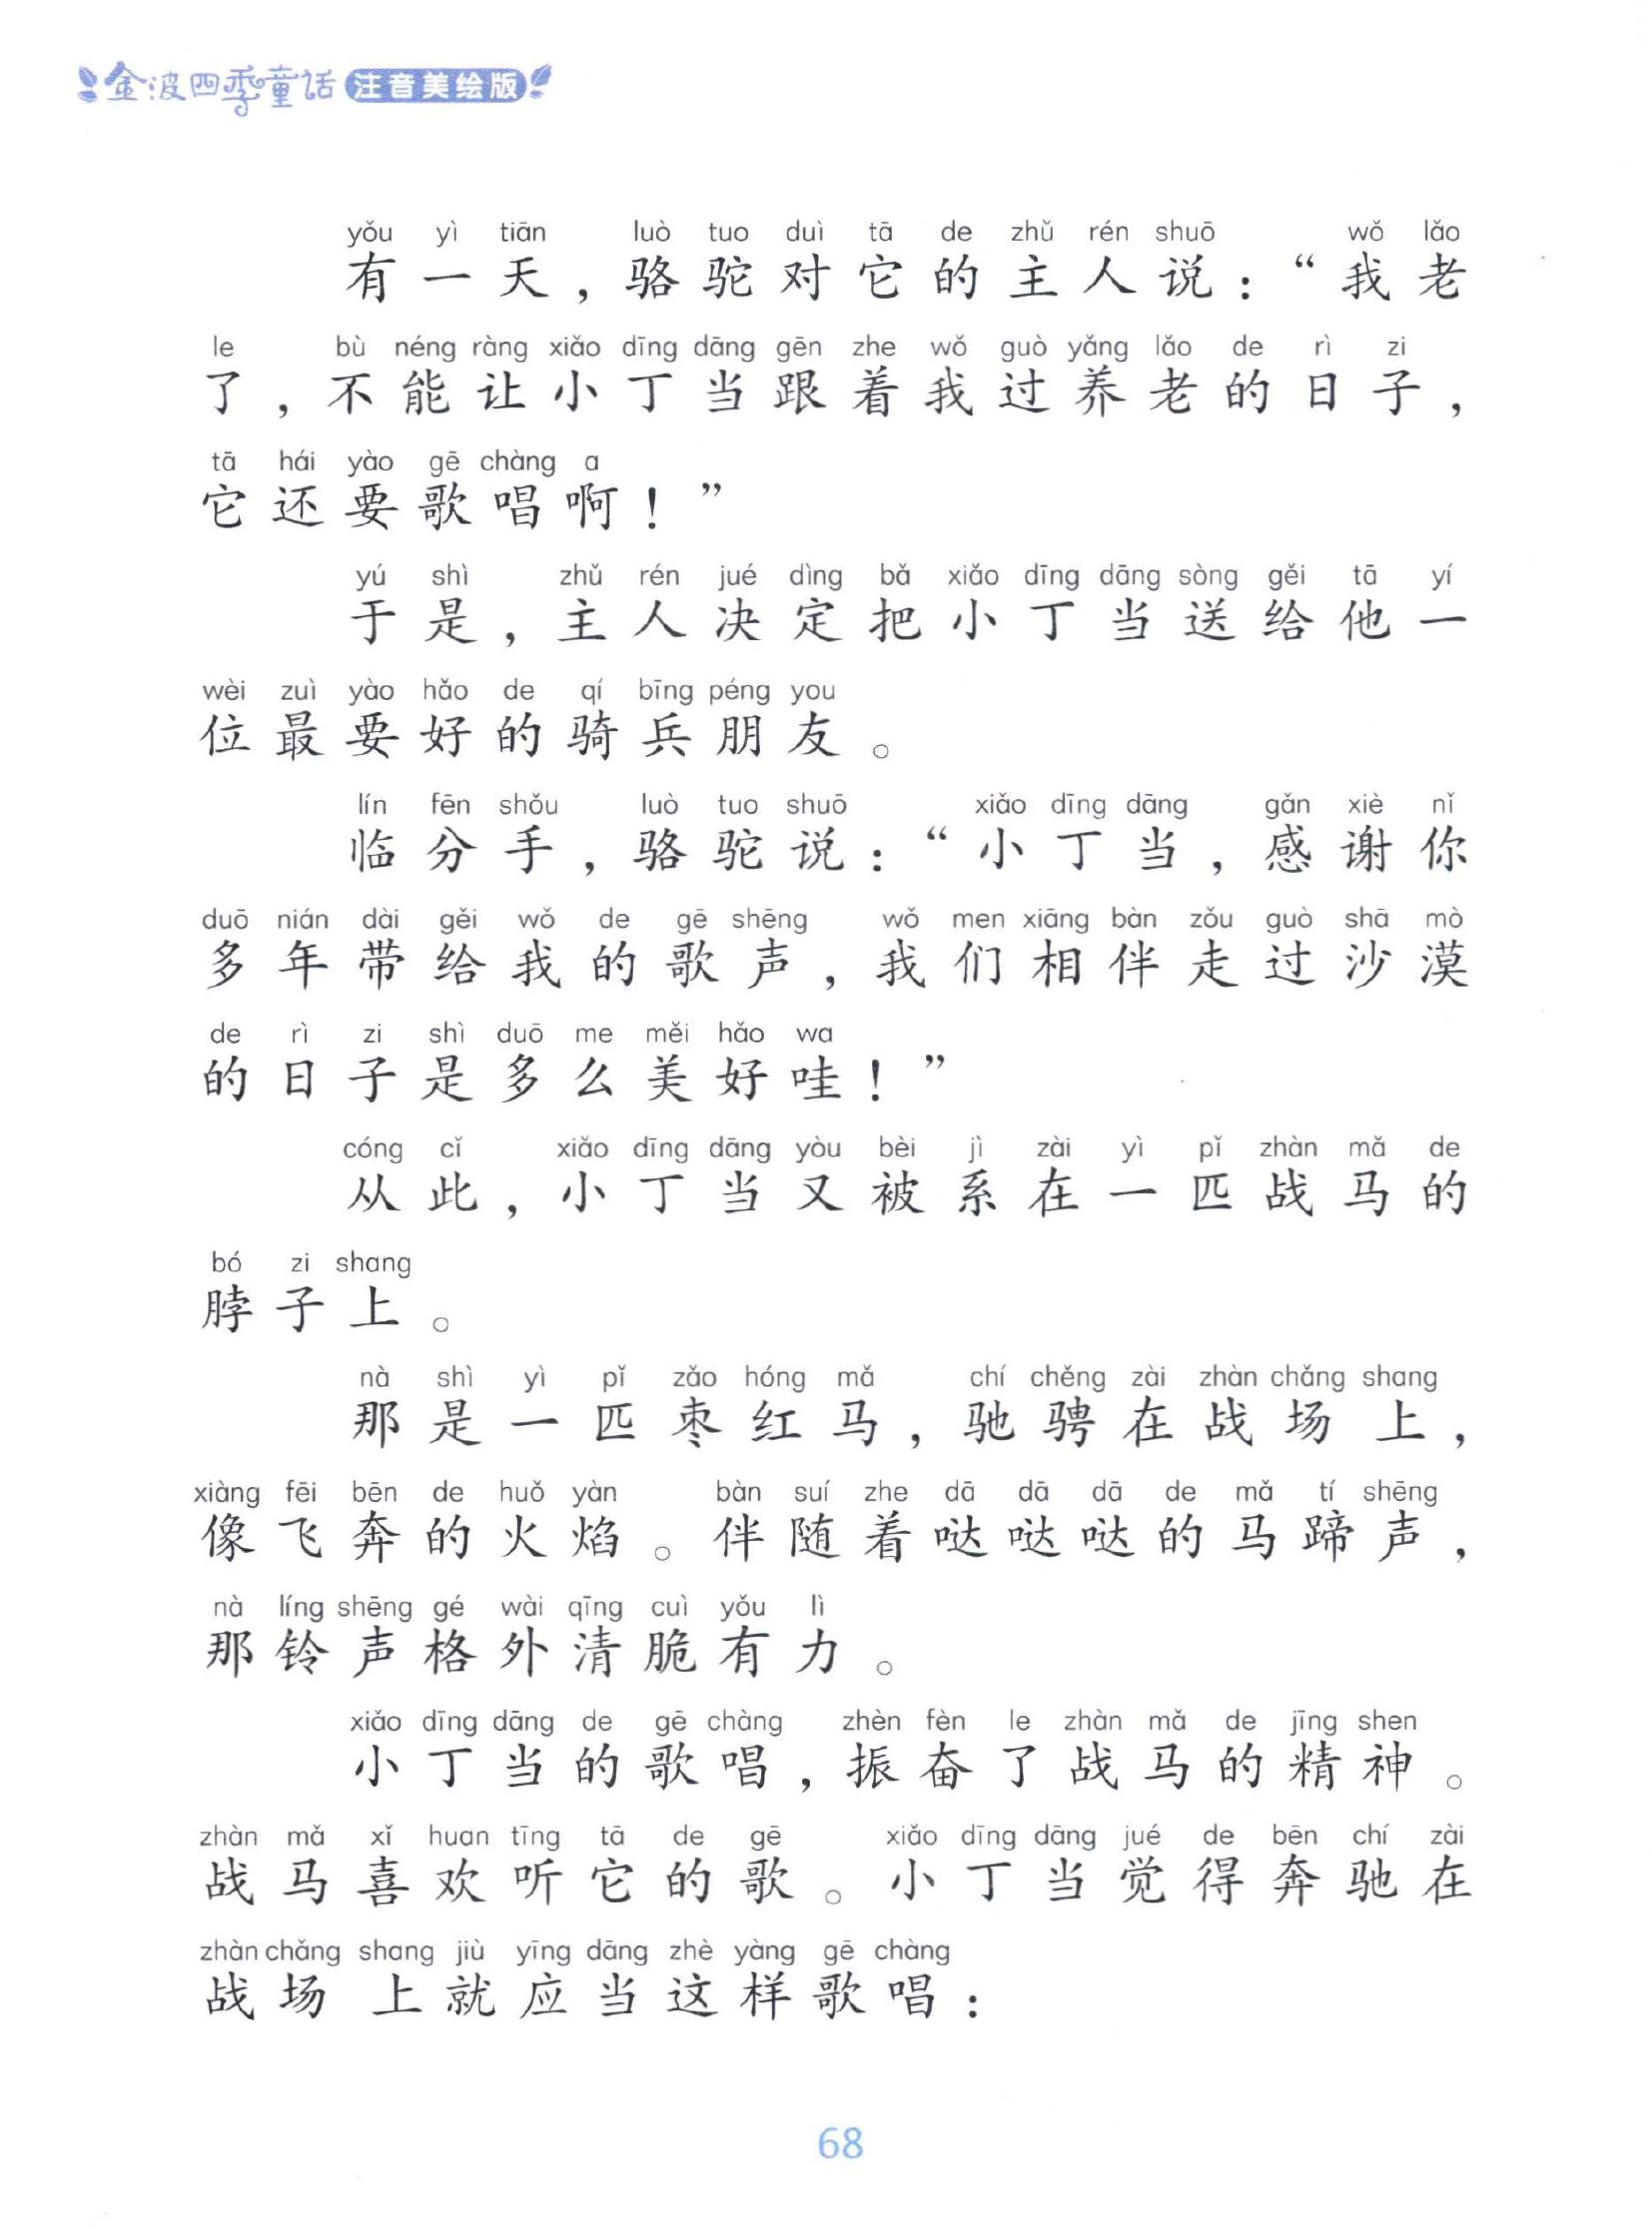 金波四季童话 注音美绘版
yǒu yì tiān luò tuo duì tā de zhǔ rén shuō wǒ lǎo
有一天，骆驼对它的主人说：“我老
le bù néng ràng xiǎo dīng dāng gēn zhe wǒ guò yǎng lǎo de rì zi
了，不能让小丁当跟着我过养老的日子，
tā hái yào gē chàng a
它还要歌唱啊！”
yú shì zhǔ rén jué dìng bǎ xiǎo dīng dāng sòng gěi tā yí
于是，主人决定把小丁当送给他一
wèi zuì yào hǎo de qí bīng péng you
位最要好的骑兵朋友。
lín fēn shǒu luò tuo shuō xiǎo dīng dāng gǎn xiè nǐ
临分手，骆驼说：“小丁当，感谢你
duō nián dài gěi wǒ de gē shēng wǒ men xiāng bàn zǒu guò shā mò
多年带给我的歌声，我们相伴走过沙漠
de rì zi shì duō me měi hǎo wa
的日子是多么美好哇！”
cóng cǐ xiǎo dīng dāng yòu bèi jì zài yì pǐ zhàn mǎ de
从此，小丁当又被系在一匹战马的
bó zi shang
脖子上。
nà shì yì pǐ zǎo hóng mǎ chí chěng zài zhàn chǎng shang
那是一匹枣红马，驰骋在战场上，
xiàng fēi bēn de huǒ yàn bàn suí zhe dā dā dā de mǎ tí shēng
像飞奔的火焰。伴随着哒哒哒的马蹄声，
nà líng shēng gé wài qīng cuì yǒu lì
那铃声格外清脆有力。
xiǎo dīng dāng de gē chàng zhèn fèn le zhàn mǎ de jīng shen
小丁当的歌唱，振奋了战马的精神。
zhàn mǎ xǐ huan tīng tā de gē xiǎo dīng dāng jué de bēn chí zài
战马喜欢听它的歌。小丁当觉得奔驰在
zhàn chǎng shang jiù yīng dāng zhè yàng gē chàng
战场上就应当这样歌唱：
68